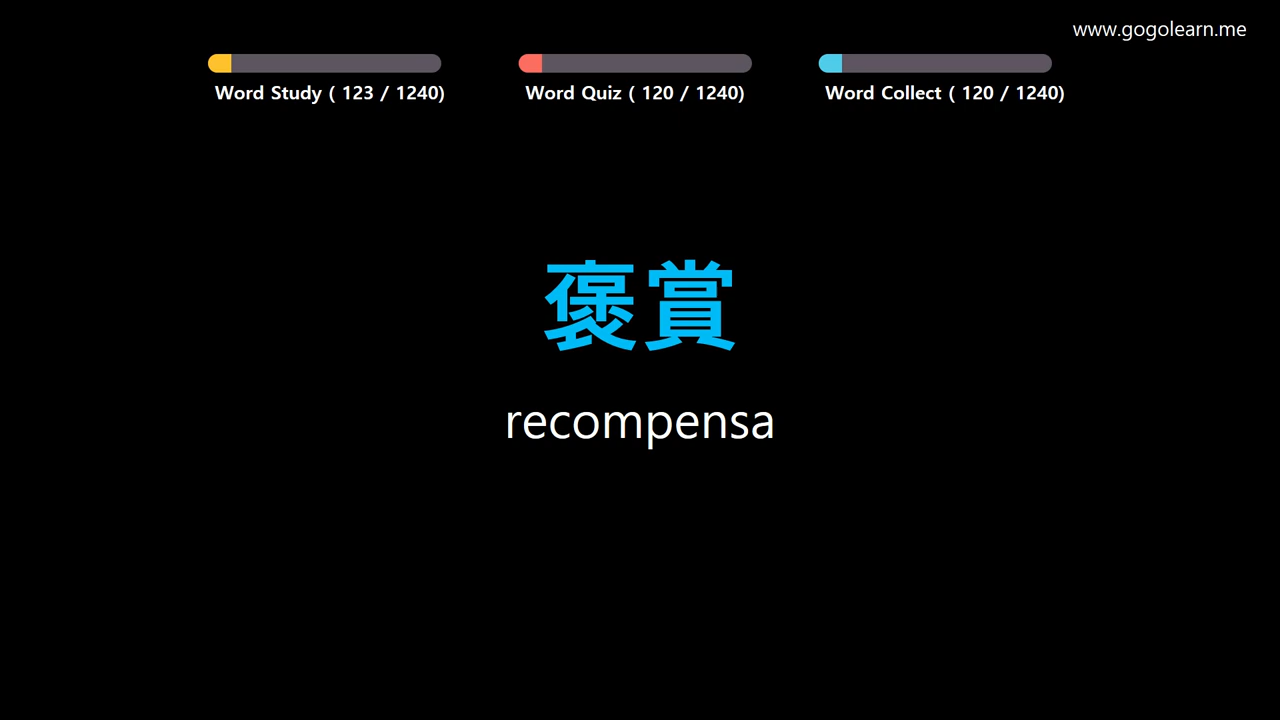 www.gogolearn.me
Word Study ( 123 / 1240)
Word Quiz ( 120 / 1240)
Word Collect ( 120 / 1240)
褒賞
recompensa